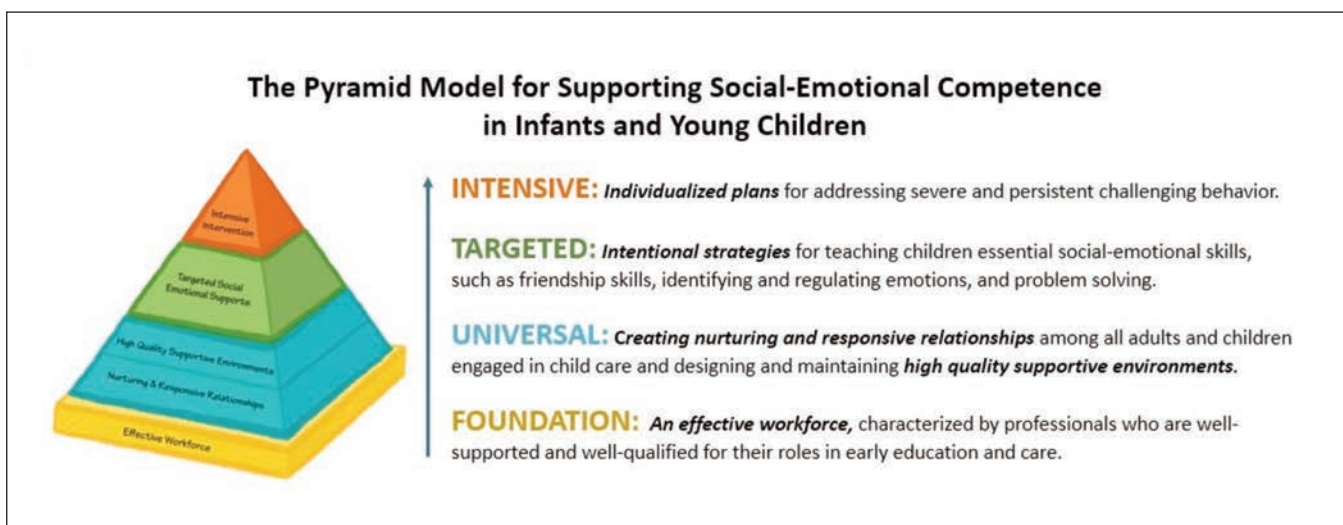 The Pyramid Model for Supporting Social-Emotional Competence
in Infants and Young Children
Intensive
Intervention
Targeted Social
Emotional Supports
High Quality Supportive Environments
Nurturing & Responsive Relationships
Effective Workforce
INTENSIVE: Individualized plans for addressing severe and persistent challenging behavior.
TARGETED: Intentional strategies for teaching children essential social-emotional skills,
such as friendship skills, identifying and regulating emotions, and problem solving.
UNIVERSAL: Creating nurturing and responsive relationships among all adults and children
engaged in child care and designing and maintaining high quality supportive environments.
FOUNDATION: An effective workforce, characterized by professionals who are well-
supported and well-qualified for their roles in early education and care.